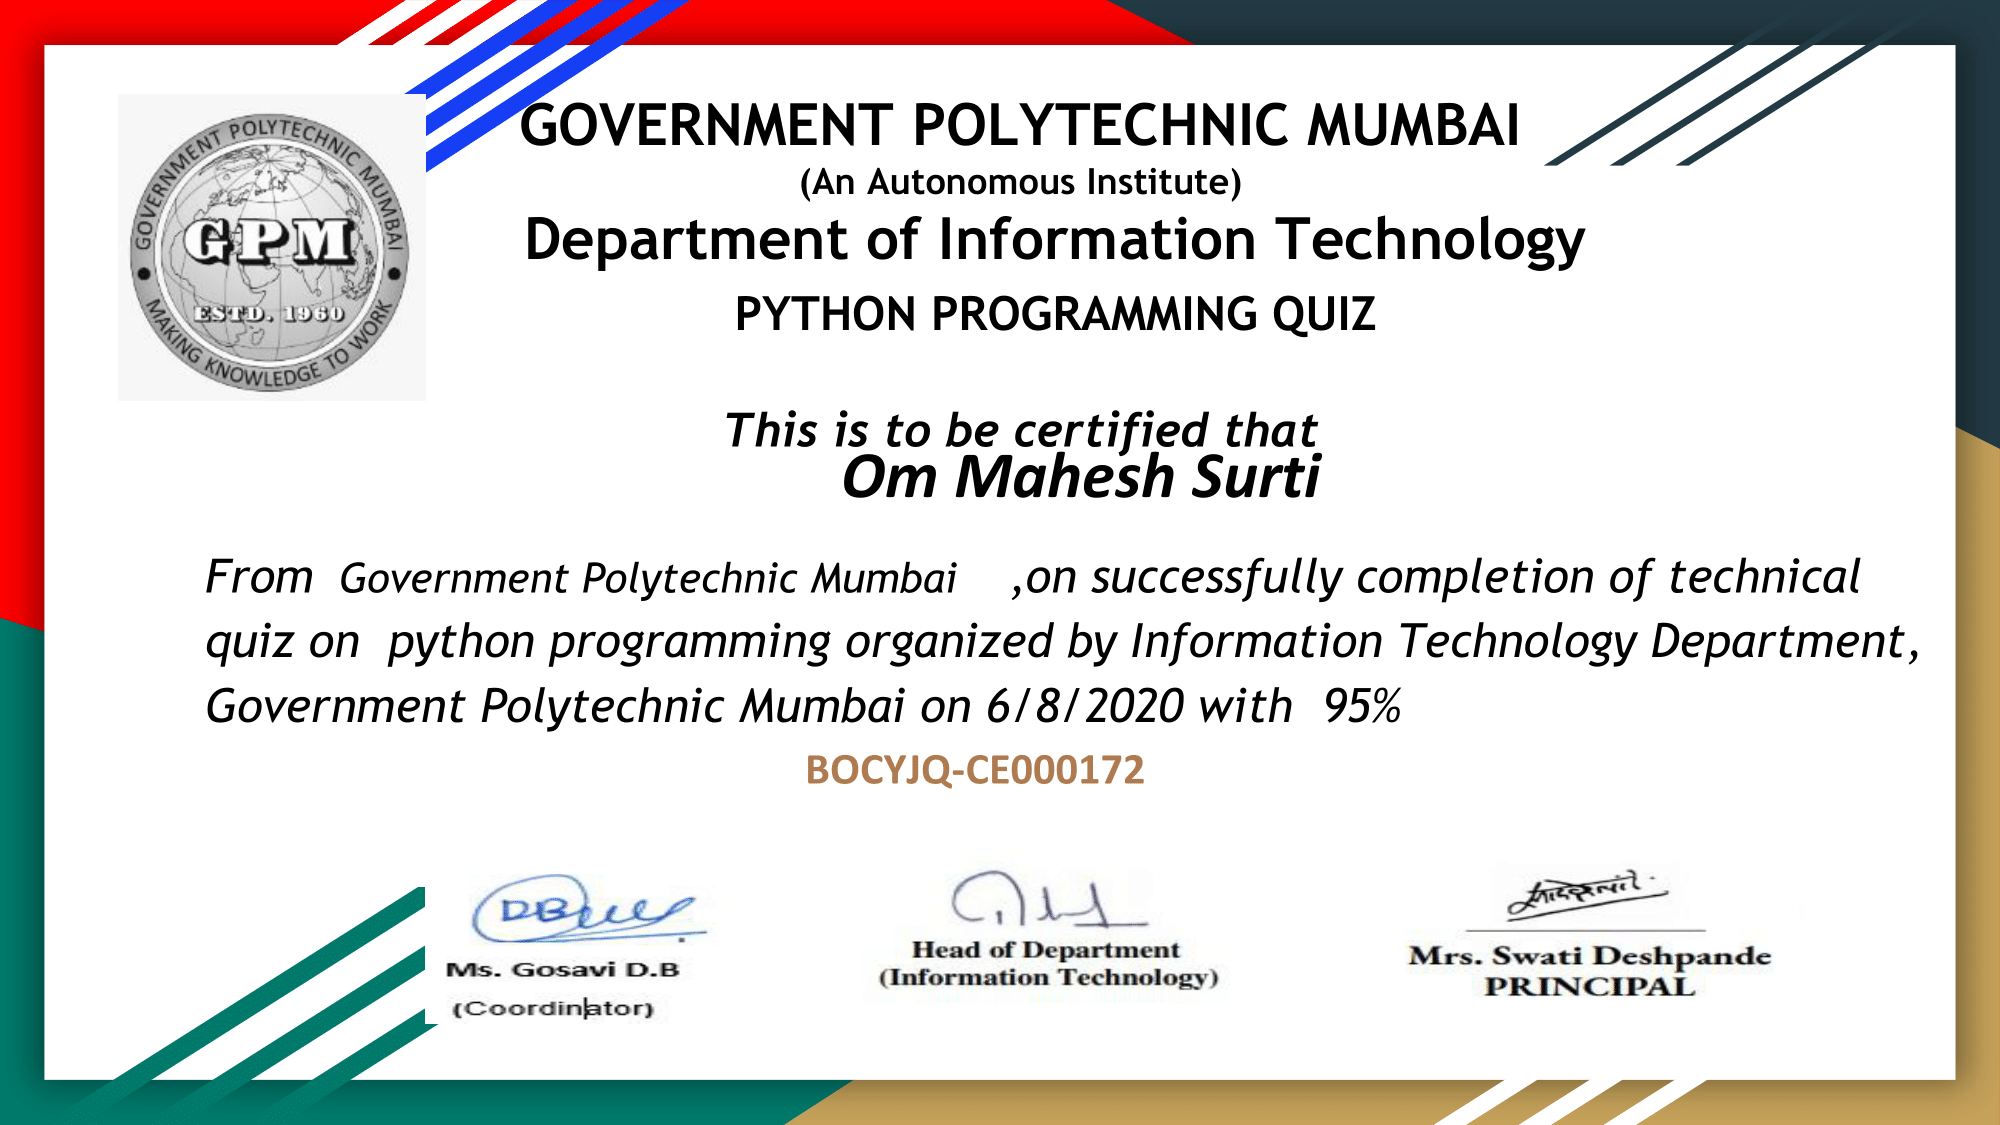 GOVERNMENT POLYTECHNIC MUMBAI
MAKING KNOWLEDGE TO WORK
GPM
ESTD. 1960
GOVERNMENT POLYTECHNIC MUMBAI
(An Autonomous Institute)
Department of Information Technology
PYTHON PROGRAMMING QUIZ
This is to be certified that
Om Mahesh Surti
From Government Polytechnic Mumbai ,on successfully completion of technical
quiz on python programming organized by Information Technology Department,
Government Polytechnic Mumbai on 6/8/2020 with 95%
BOCYJQ-CE000172
Ms. Gosavi D.B
(Coordinator)
Head of Department
(Information Technology)
Mrs. Swati Deshpande
PRINCIPAL